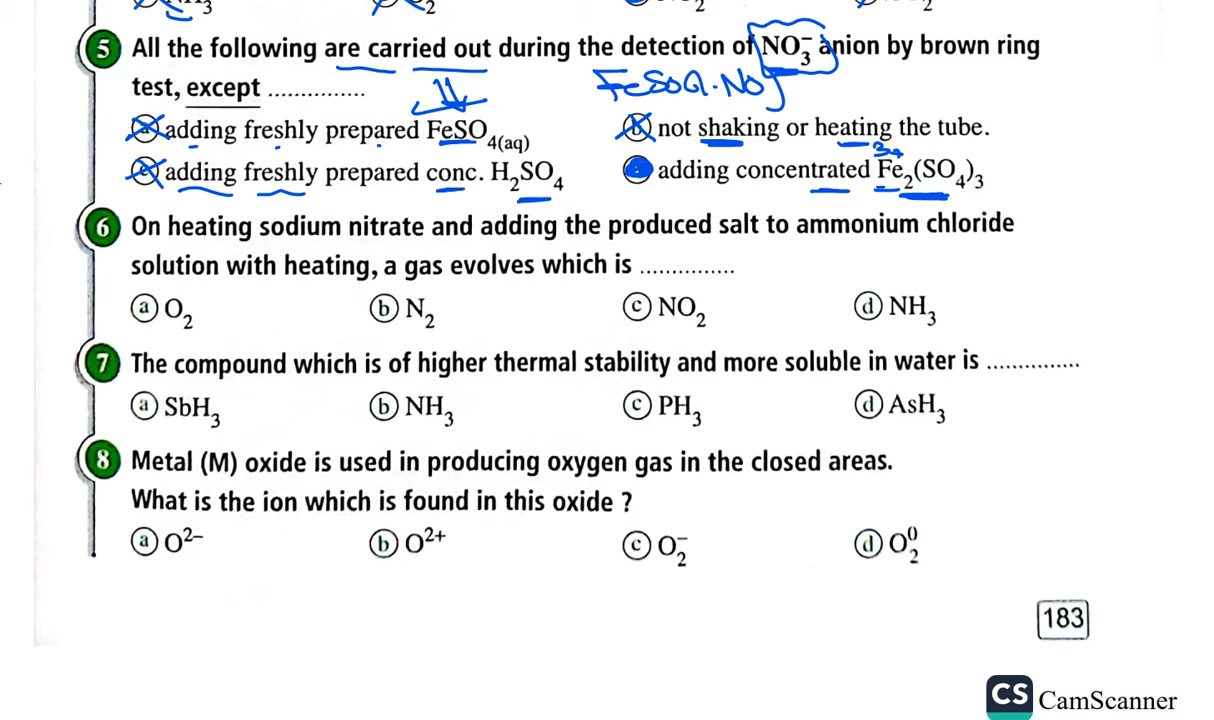 5 All the following are carried out during the detection of NO₃⁻ anion by brown ring
FeSO4.NO
test, except ...............
a adding freshly prepared FeSO₄(aq) b not shaking or heating the tube.
3+
c adding freshly prepared conc. H₂SO₄ adding concentrated Fe₂(SO₄)₃
6 On heating sodium nitrate and adding the produced salt to ammonium chloride
solution with heating, a gas evolves which is ...............
a O₂ b N₂ c NO₂ d NH₃
7 The compound which is of higher thermal stability and more soluble in water is ...............
a SbH₃ b NH₃ c PH₃ d AsH₃
8 Metal (M) oxide is used in producing oxygen gas in the closed areas.
What is the ion which is found in this oxide ?
a O²⁻ b O²⁺ c O₂⁻ d O₂⁰
183
CS CamScanner